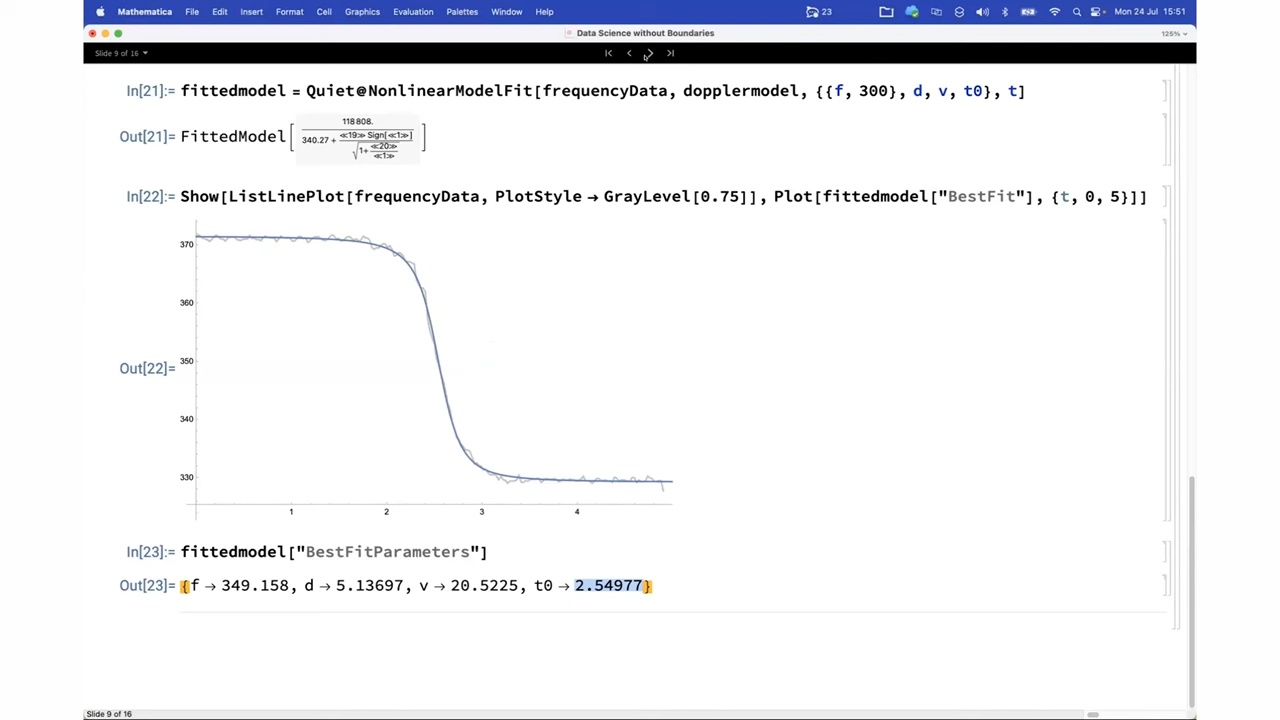 Mathematica File Edit Insert Format Cell Graphics Evaluation Palettes Window Help 23 Mon 24 Jul 15:51
Data Science without Boundaries 125%
Slide 9 of 16
In[21]:= fittedmodel = Quiet@NonlinearModelFit[frequencyData, dopplermodel, {{f, 300}, d, v, t0}, t]
Out[21]= FittedModel[ 118 808. / 340.27 + ≪19≫ Sign[≪1≫] / √1+ ≪20≫ / ≪1≫ ]
In[22]:= Show[ListLinePlot[frequencyData, PlotStyle → GrayLevel[0.75]], Plot[fittedmodel["BestFit"], {t, 0, 5}]]
370
360
Out[22]= 350
340
330
1 2 3 4
In[23]:= fittedmodel["BestFitParameters"]
Out[23]= {f → 349.158, d → 5.13697, v → 20.5225, t0 → 2.54977}
Slide 9 of 16